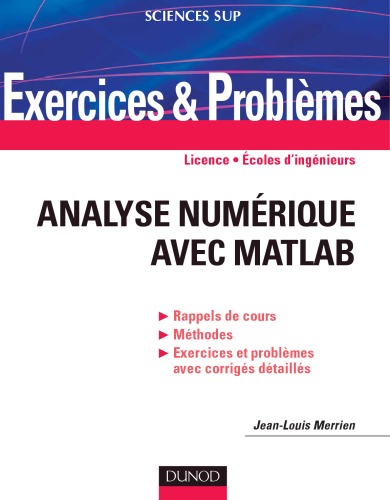 SCIENCES SUP
Exercices & Problèmes
Licence • Écoles d'ingénieurs
ANALYSE NUMÉRIQUE
AVEC MATLAB
▶ Rappels de cours
▶ Méthodes
▶ Exercices et problèmes
avec corrigés détaillés
Jean-Louis Merrien
DUNOD